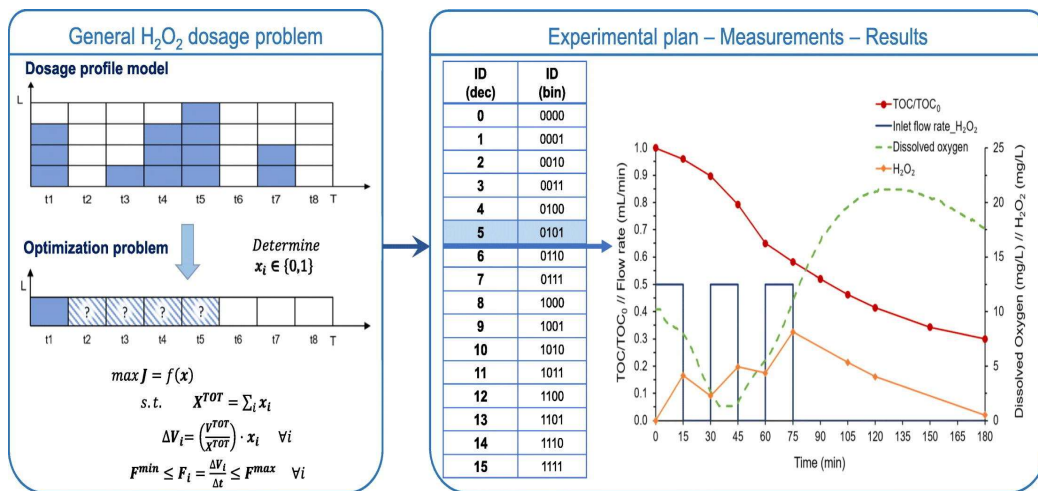 General H₂O₂ dosage problem
Dosage profile model
L
t1 t2 t3 t4 t5 t6 t7 t8 T
Optimization problem
Determine
xᵢ ∈ {0,1}
L
? ? ? ?
t1 t2 t3 t4 t5 t6 t7 t8 T
max J = f(x)
s.t. X^TOT = ∑ᵢ xᵢ
ΔVᵢ = (V^TOT / X^TOT) · xᵢ ∀i
F^min ≤ Fᵢ = ΔVᵢ / Δt ≤ F^max ∀i
Experimental plan – Measurements – Results
ID (dec) ID (bin)
0 0000
1 0001
2 0010
3 0011
4 0100
5 0101
6 0110
7 0111
8 1000
9 1001
10 1010
11 1011
12 1100
13 1101
14 1110
15 1111
TOC/TOC₀
Inlet flow rate_H₂O₂
Dissolved oxygen
H₂O₂
TOC/TOC₀ // Flow rate (mL/min)
1.0
0.9
0.8
0.7
0.6
0.5
0.4
0.3
0.2
0.1
0.0
25
20
15
10
5
0
Dissolved Oxygen (mg/L) // H₂O₂ (mg/L)
0 15 30 45 60 75 90 105 120 135 150 165 180
Time (min)